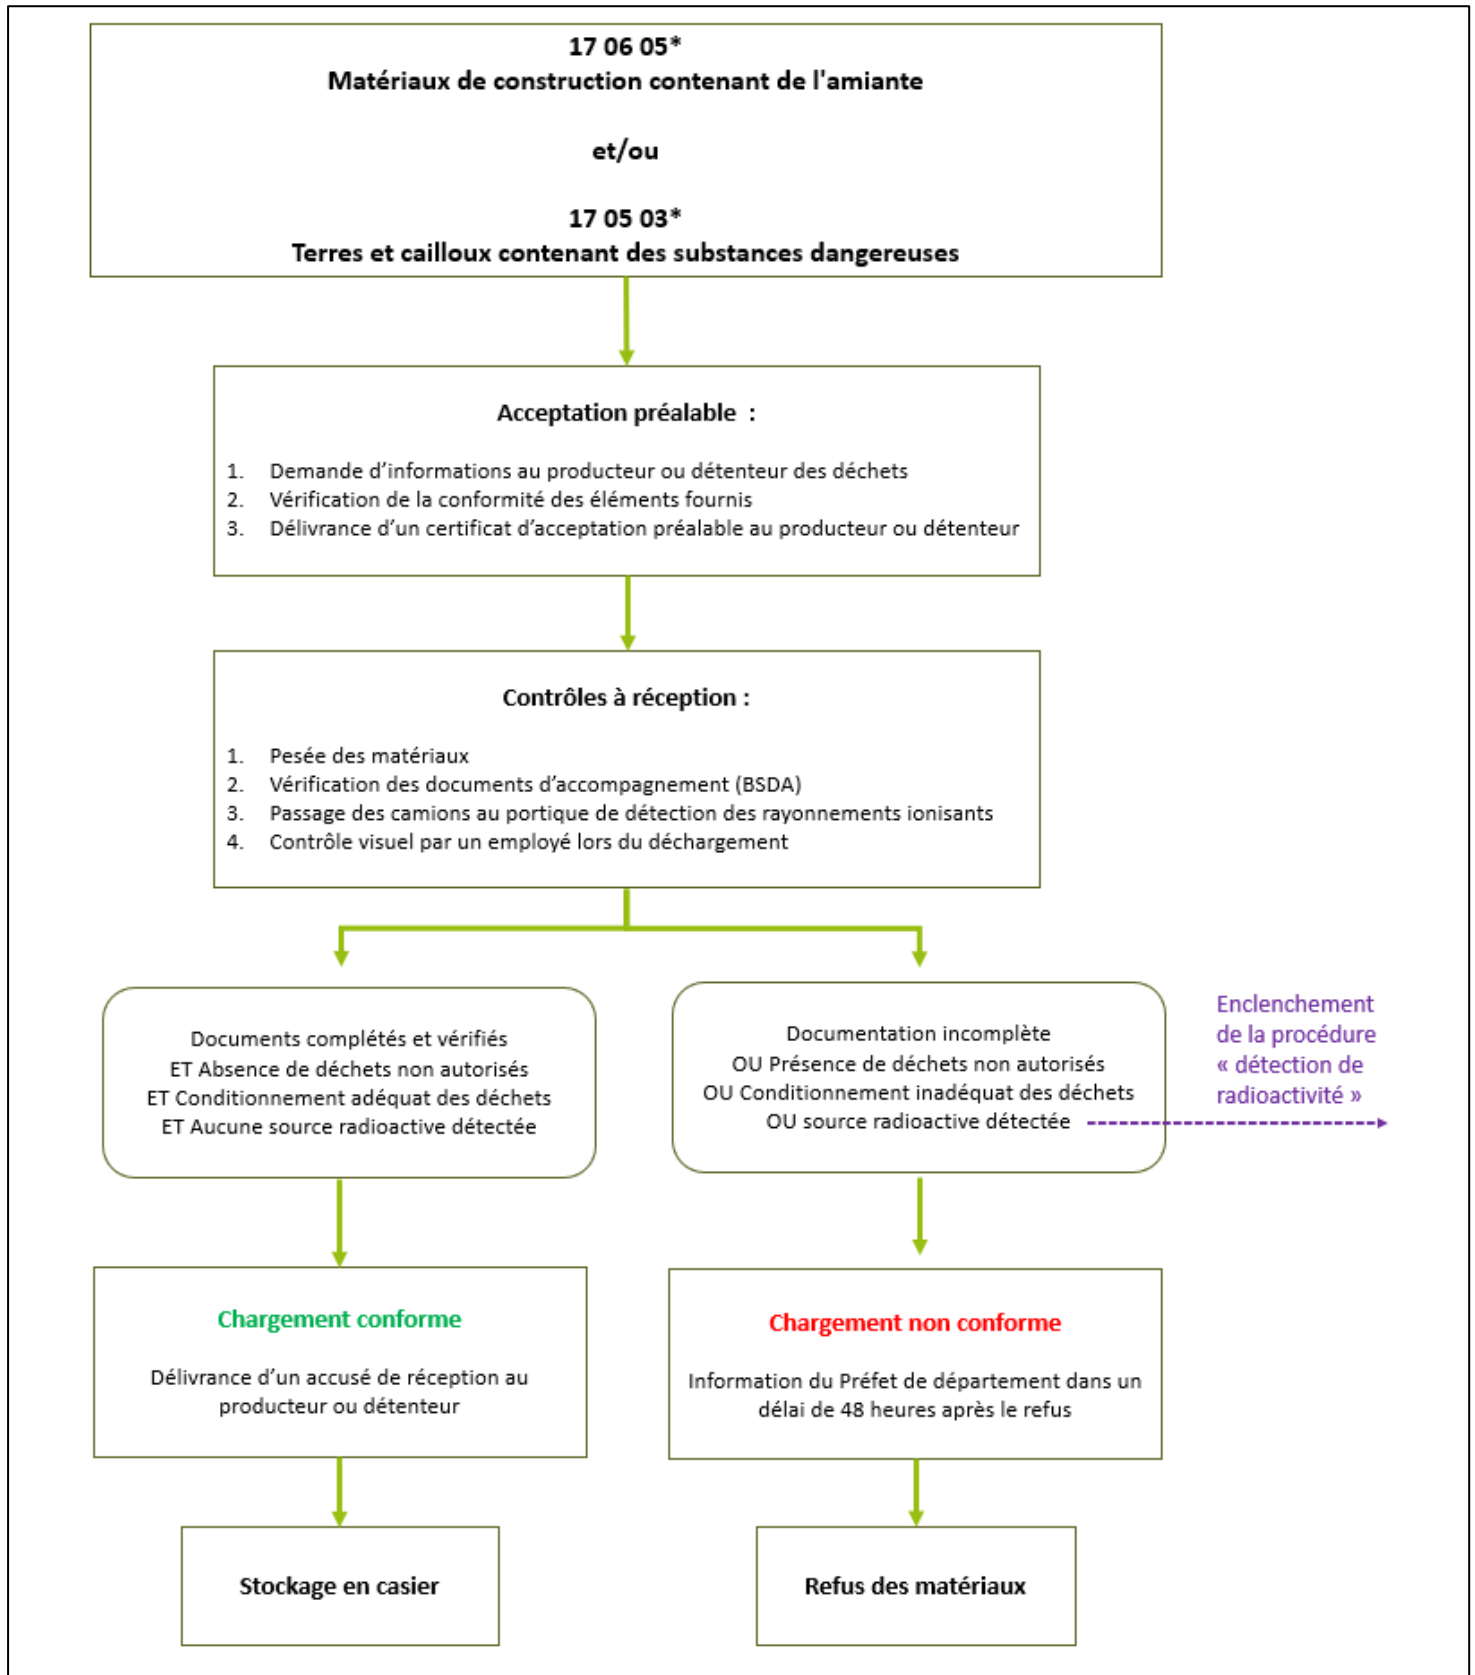 17 06 05*
Matériaux de construction contenant de l'amiante
et/ou
17 05 03*
Terres et cailloux contenant des substances dangereuses
Acceptation préalable :
1. Demande d’informations au producteur ou détenteur des déchets
2. Vérification de la conformité des éléments fournis
3. Délivrance d’un certificat d’acceptation préalable au producteur ou détenteur
Contrôles à réception :
1. Pesée des matériaux
2. Vérification des documents d’accompagnement (BSDA)
3. Passage des camions au portique de détection des rayonnements ionisants
4. Contrôle visuel par un employé lors du déchargement
Documents complétés et vérifiés
ET Absence de déchets non autorisés
ET Conditionnement adéquat des déchets
ET Aucune source radioactive détectée
Documentation incomplète
OU Présence de déchets non autorisés
OU Conditionnement inadéquat des déchets
OU source radioactive détectée
Enclenchement
de la procédure
« détection de
radioactivité »
Chargement conforme
Délivrance d’un accusé de réception au
producteur ou détenteur
Chargement non conforme
Information du Préfet de département dans un
délai de 48 heures après le refus
Stockage en casier
Refus des matériaux